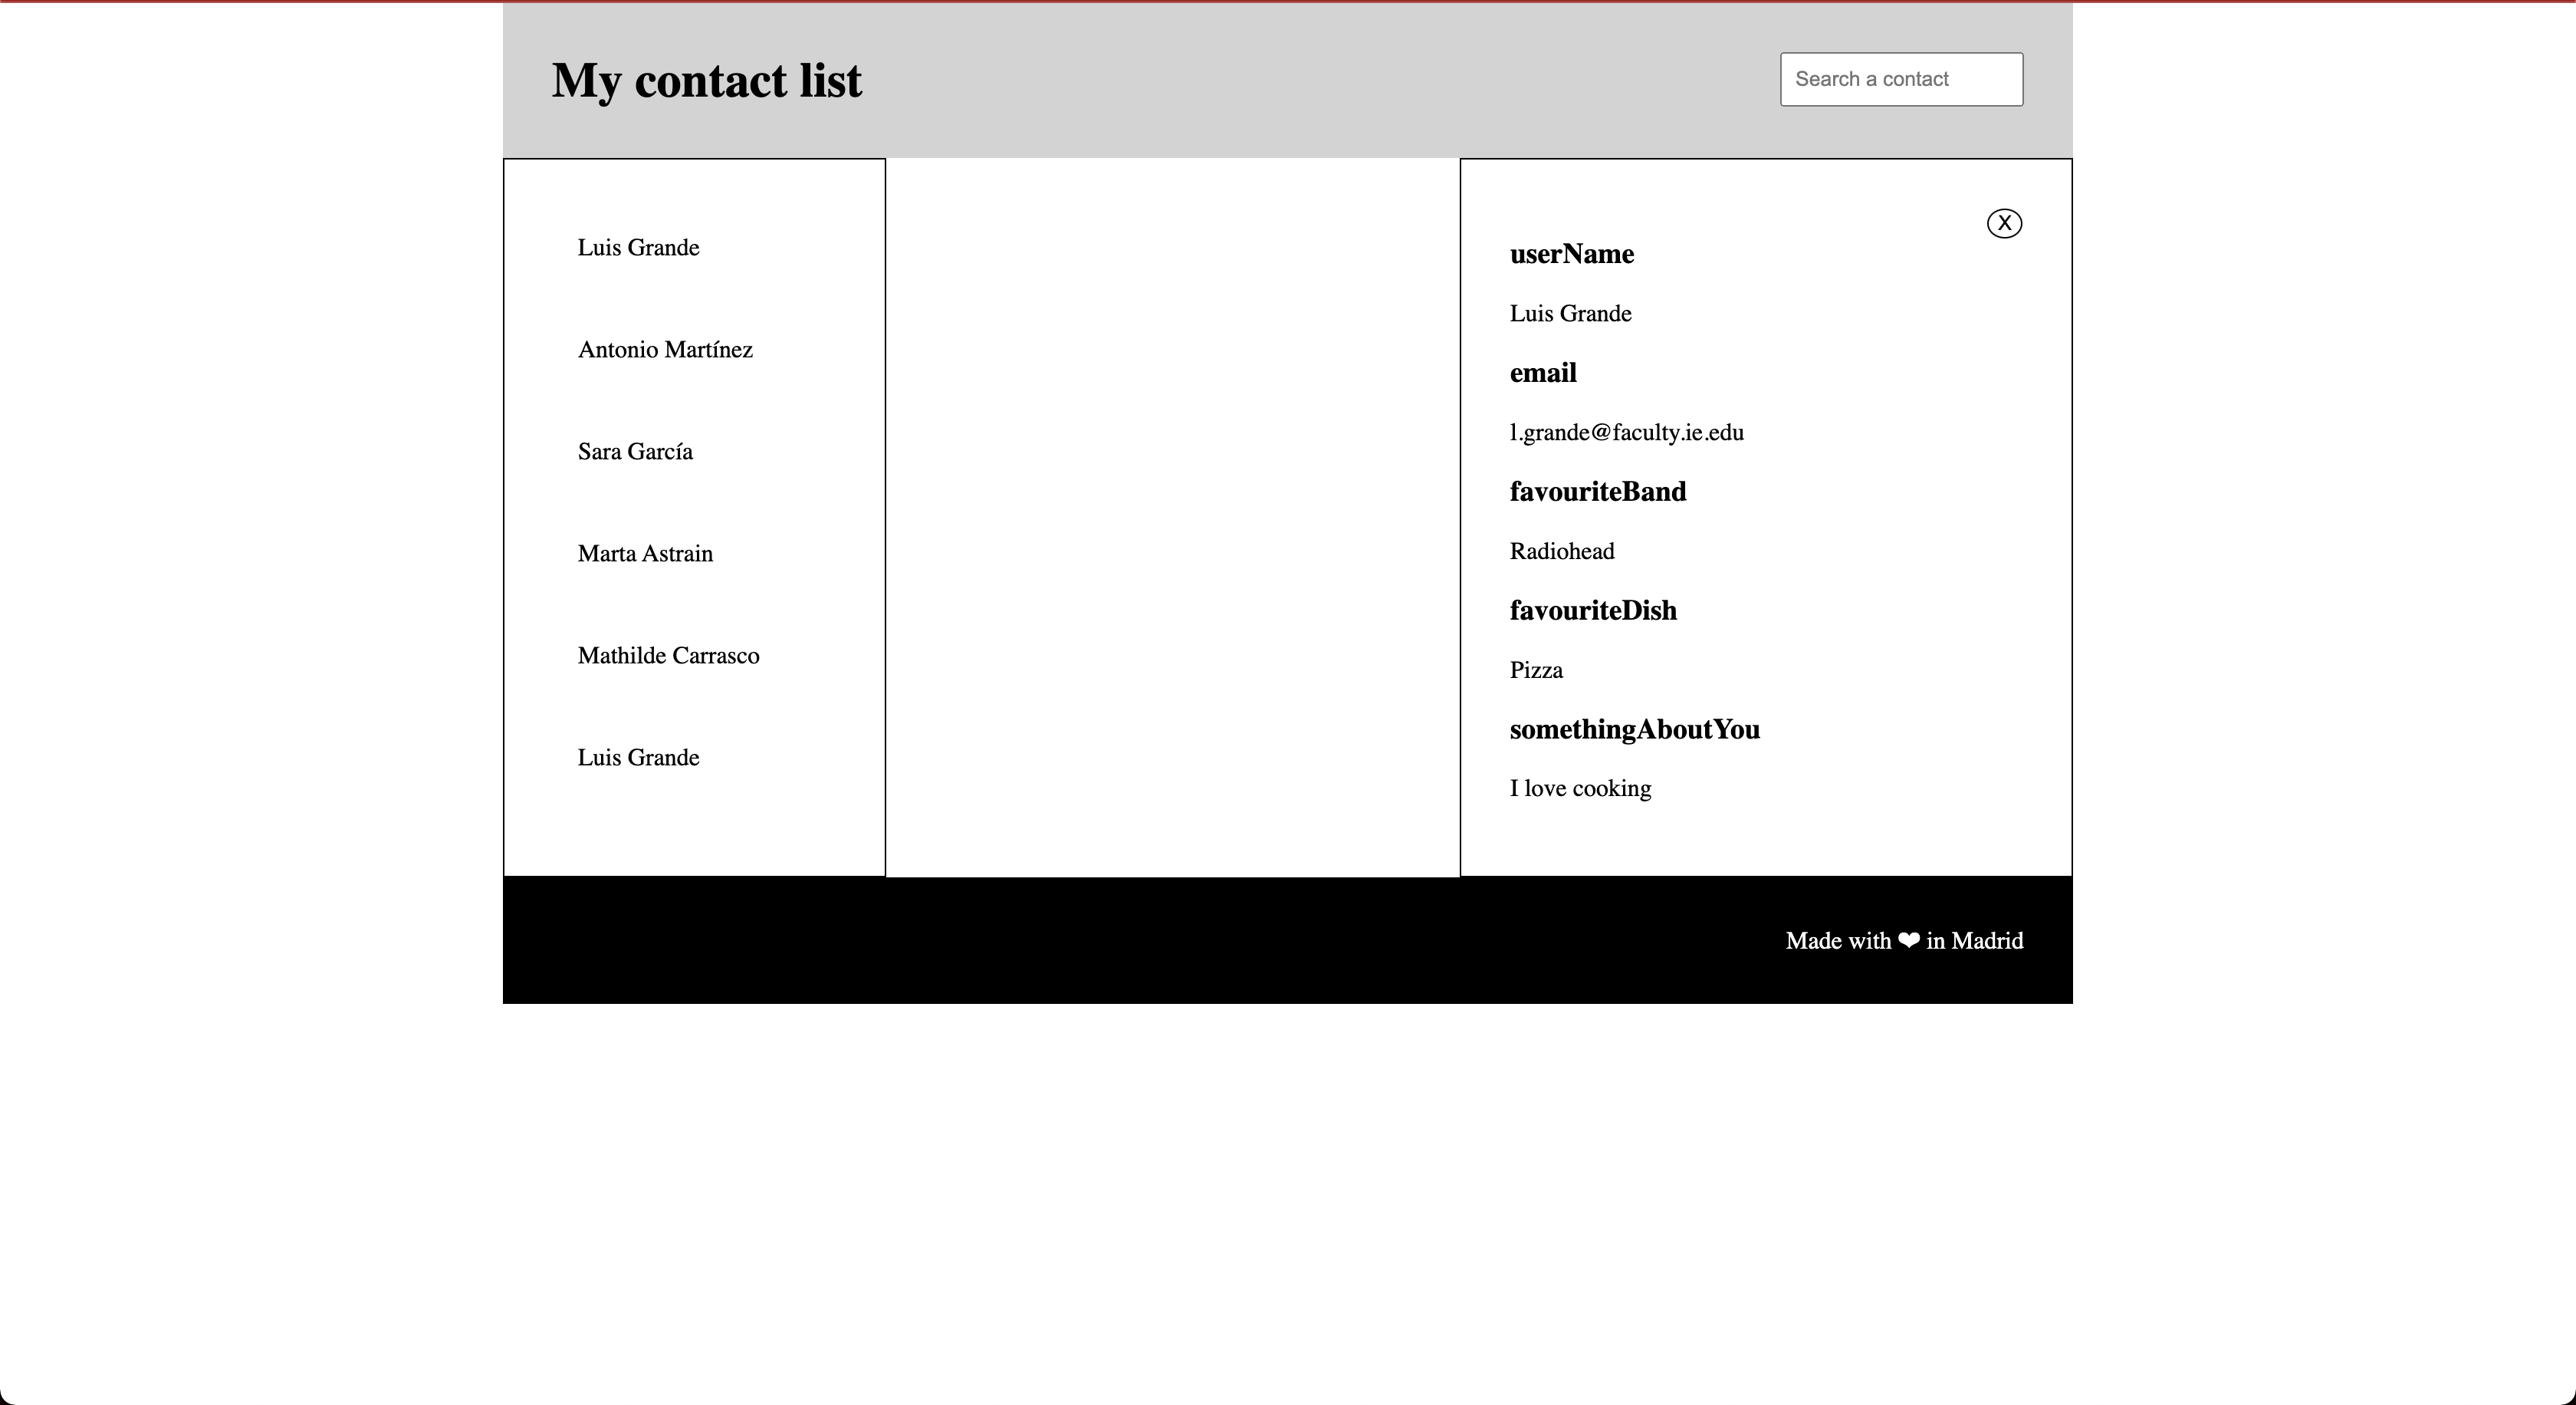 My contact list
Search a contact
Luis Grande
Antonio Martínez
Sara García
Marta Astrain
Mathilde Carrasco
Luis Grande
X
userName
Luis Grande
email
l.grande@faculty.ie.edu
favouriteBand
Radiohead
favouriteDish
Pizza
somethingAboutYou
I love cooking
Made with ❤ in Madrid